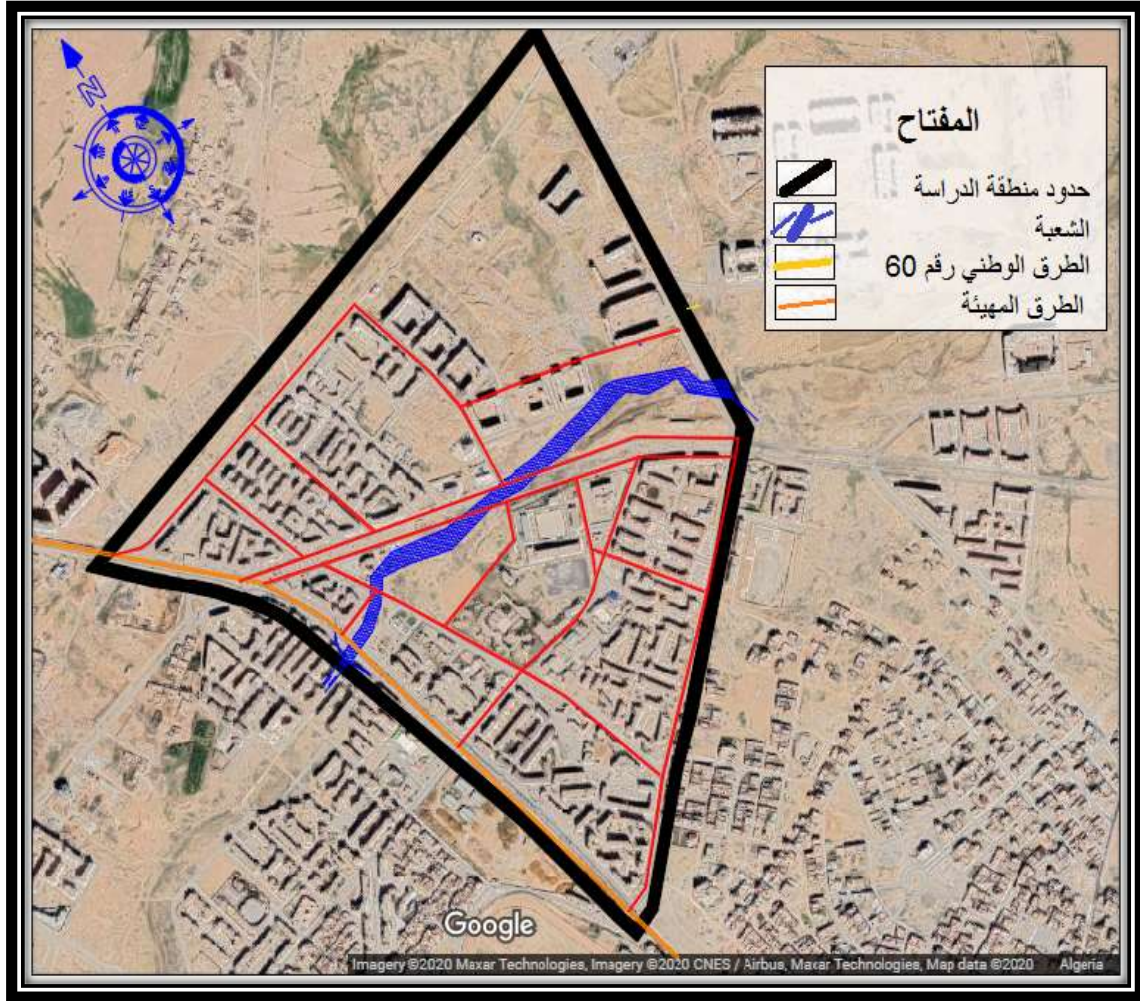 N
المفتاح
حدود منطقة الدراسة
الشعبة
الطرق الوطني رقم 60
الطرق المهيئة
Google
Imagery ©2020 Maxar Technologies, Imagery ©2020 CNES / Airbus, Maxar Technologies, Map data ©2020 Algeria